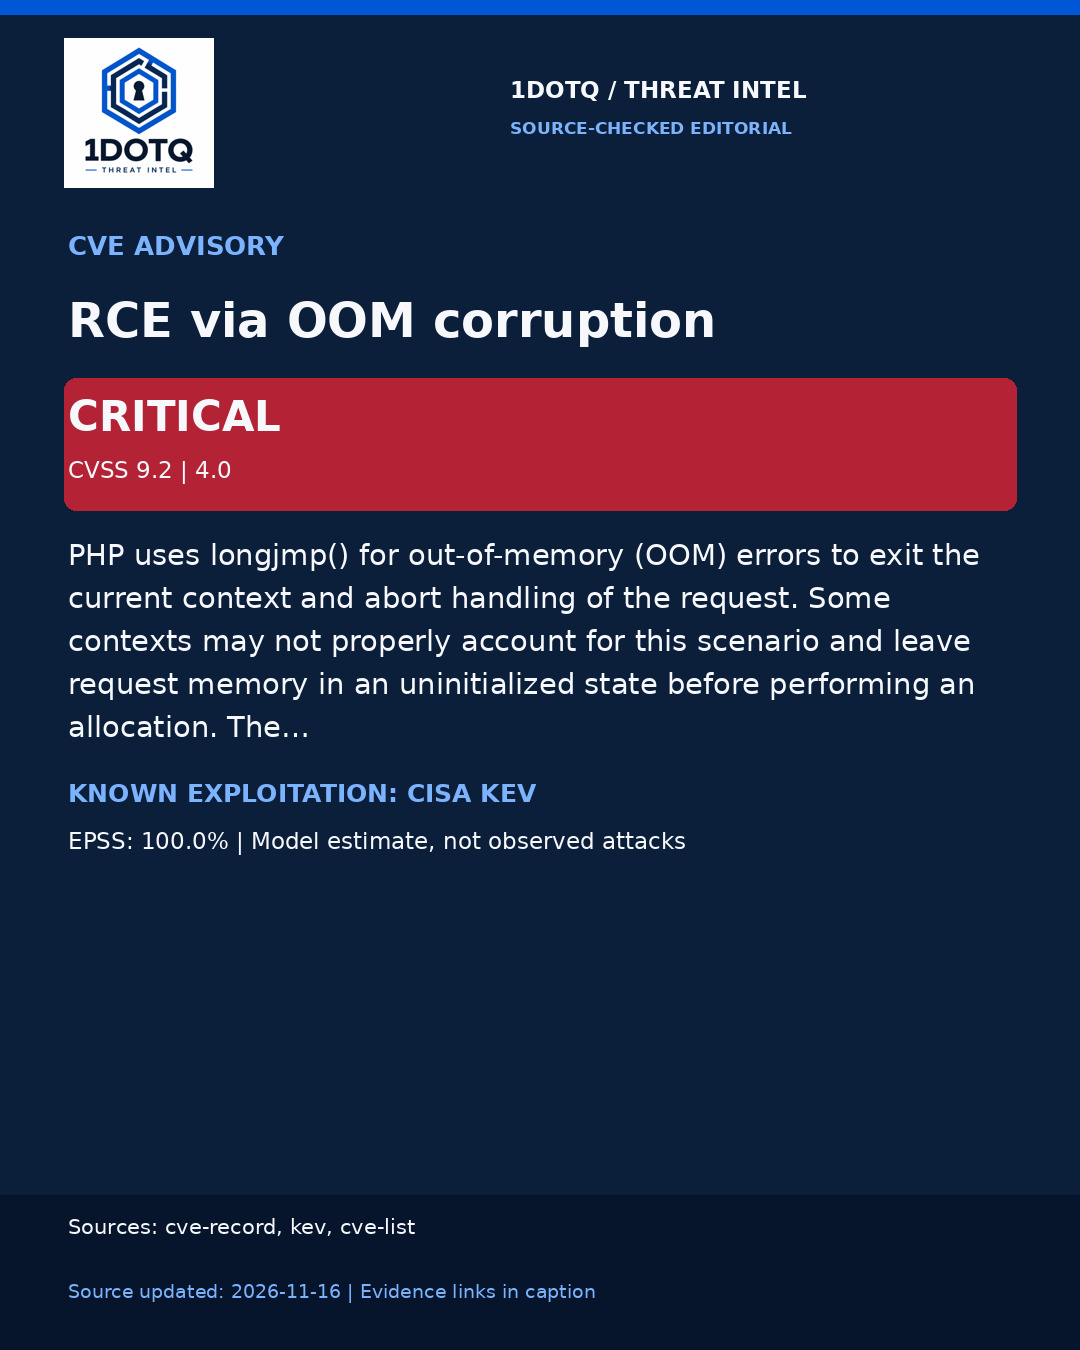 1DOTQ
THREAT INTEL
1DOTQ / THREAT INTEL
SOURCE-CHECKED EDITORIAL
CVE ADVISORY
RCE via OOM corruption
CRITICAL
CVSS 9.2 | 4.0
PHP uses longjmp() for out-of-memory (OOM) errors to exit the
current context and abort handling of the request. Some
contexts may not properly account for this scenario and leave
request memory in an uninitialized state before performing an
allocation. The...
KNOWN EXPLOITATION: CISA KEV
EPSS: 100.0% | Model estimate, not observed attacks
Sources: cve-record, kev, cve-list
Source updated: 2026-11-16 | Evidence links in caption